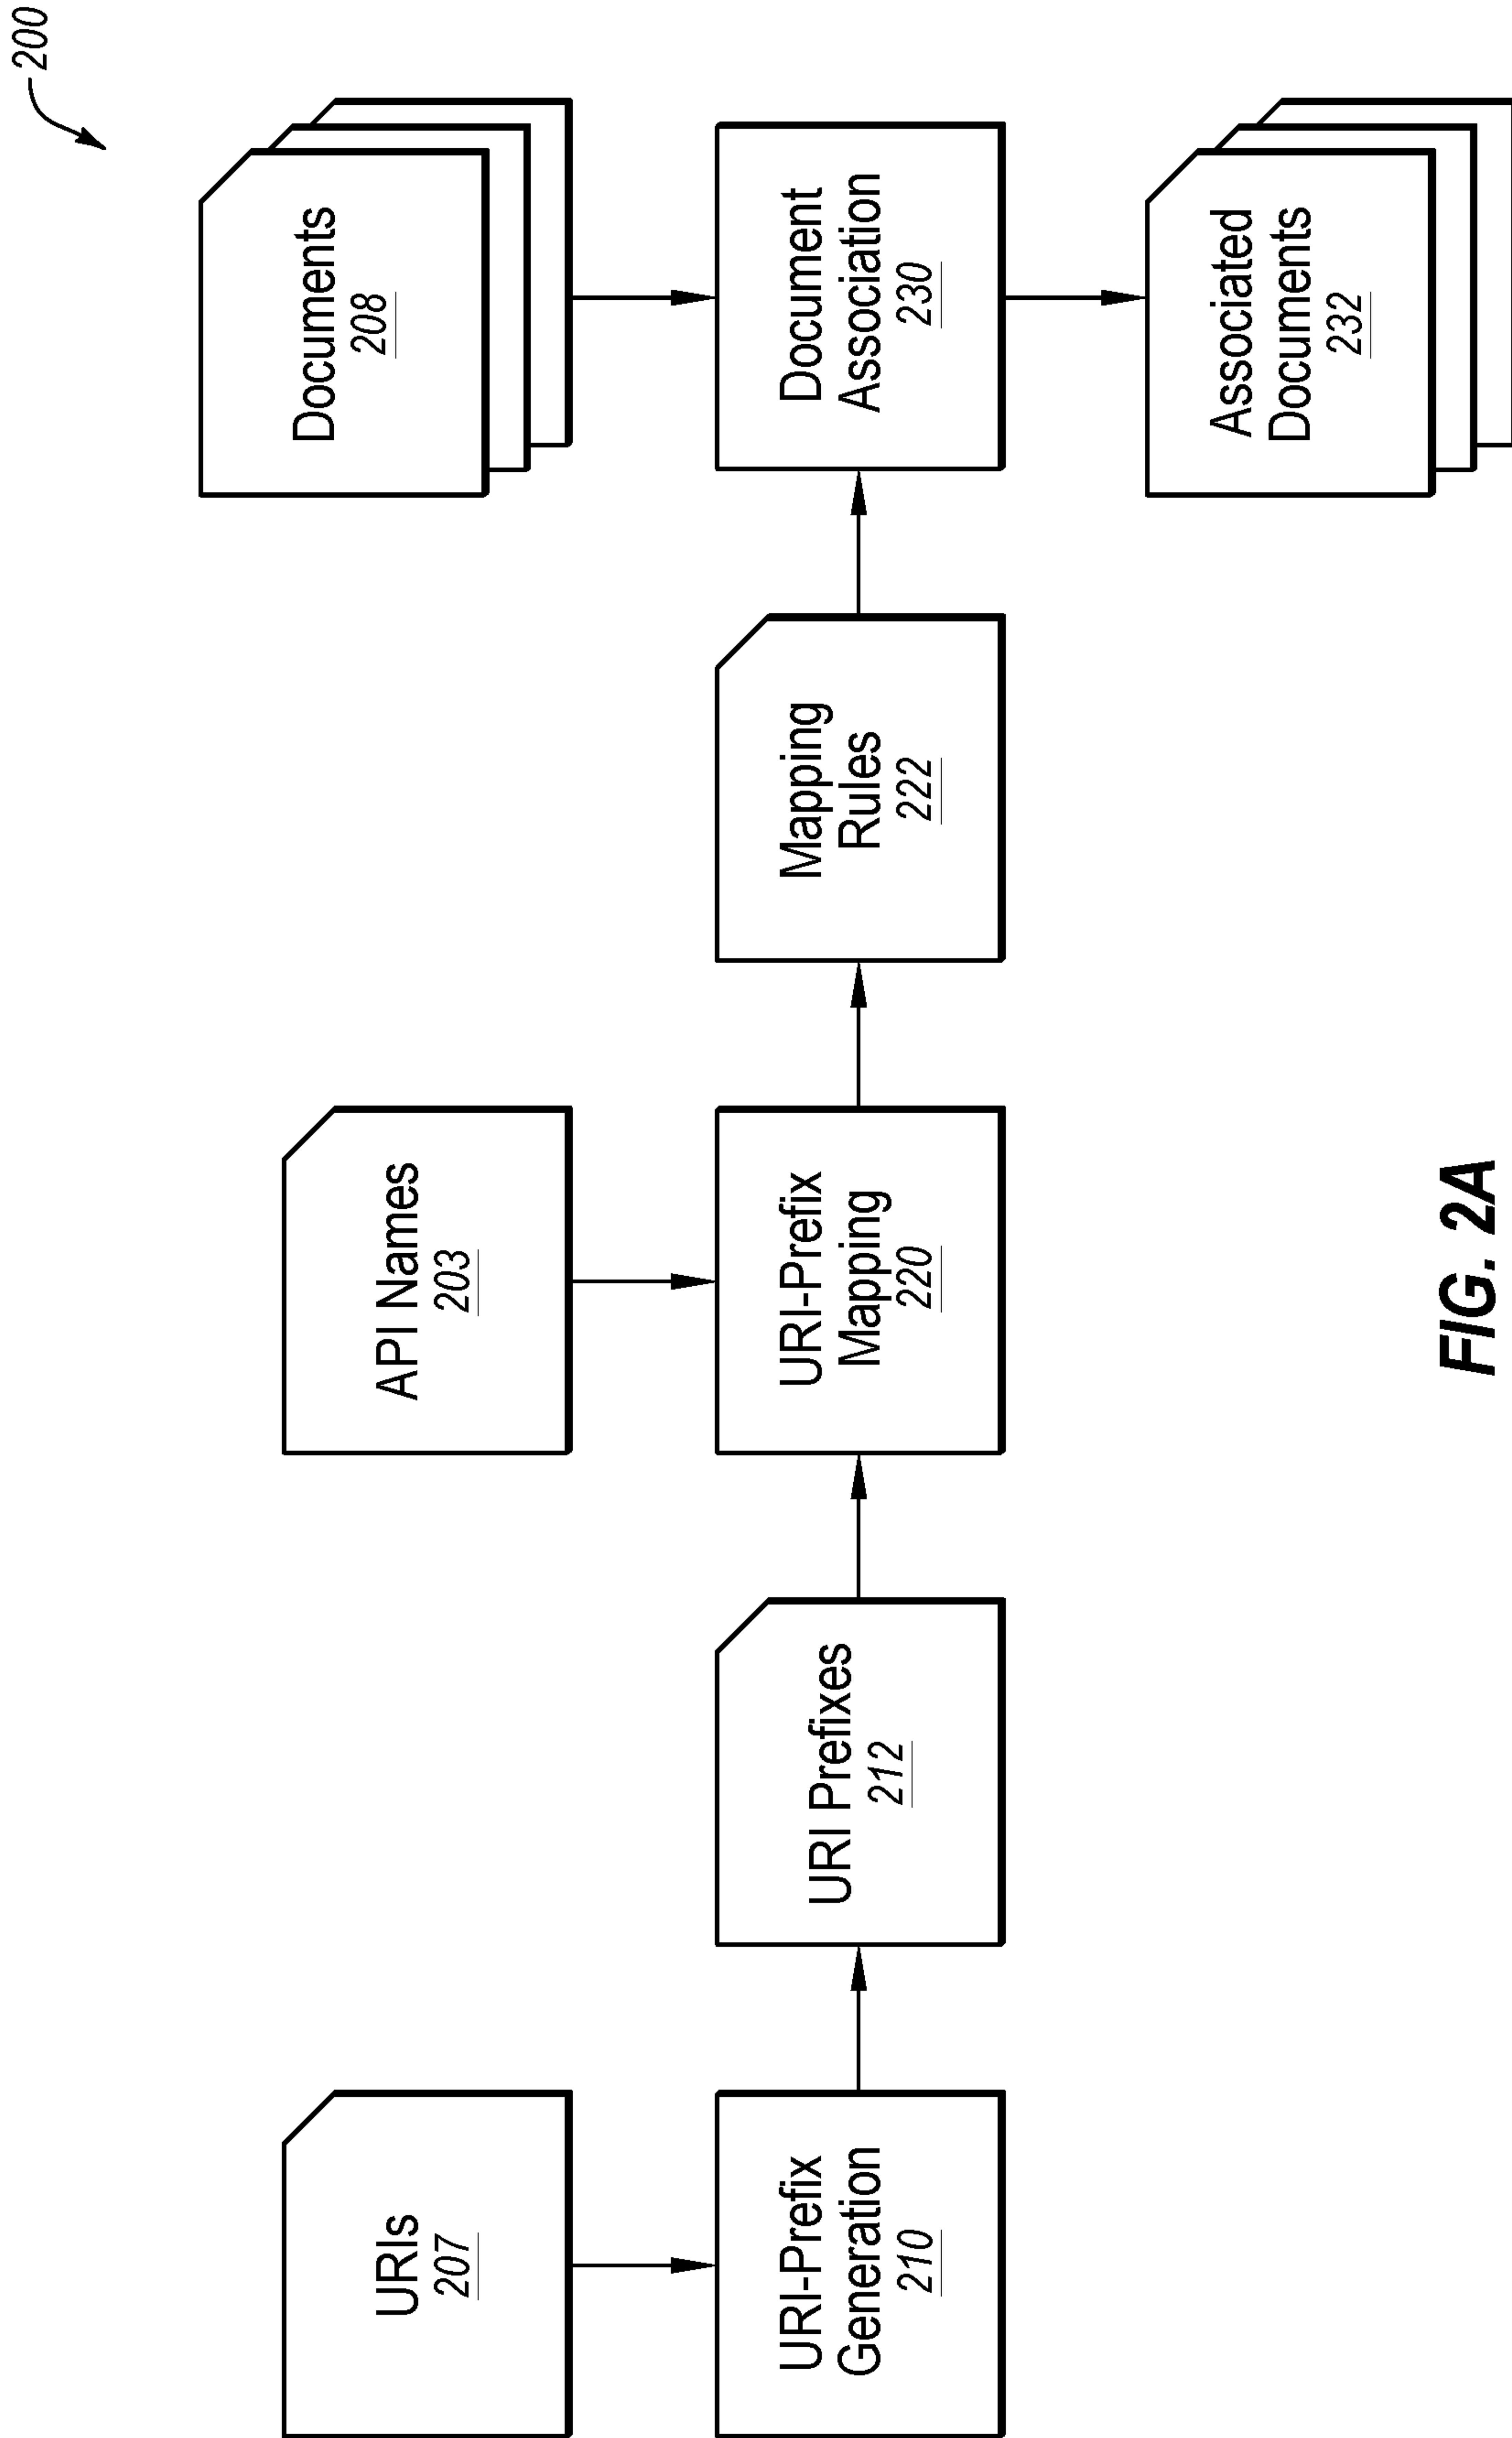 200
URIs
207
API Names
203
Documents
208
URI-Prefix
Generation
210
URI Prefixes
212
URI-Prefix
Mapping
220
Mapping
Rules
222
Document
Association
230
Associated
Documents
232
FIG. 2A